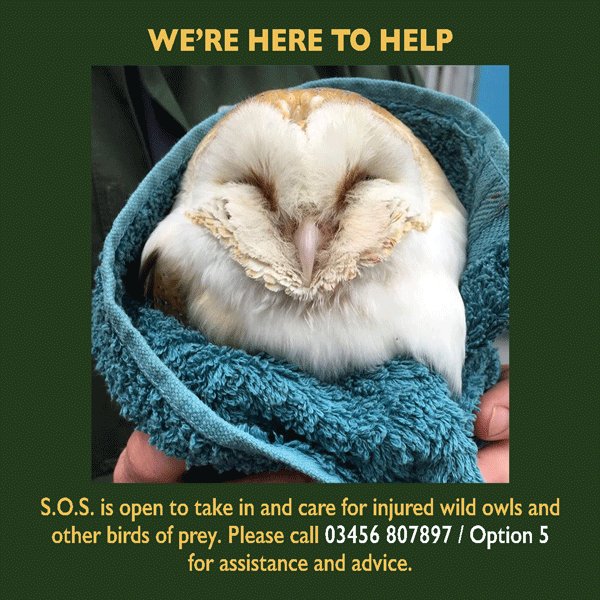 WE'RE HERE TO HELP
S.O.S. is open to take in and care for injured wild owls and
other birds of prey. Please call 03456 807897 / Option 5
for assistance and advice.